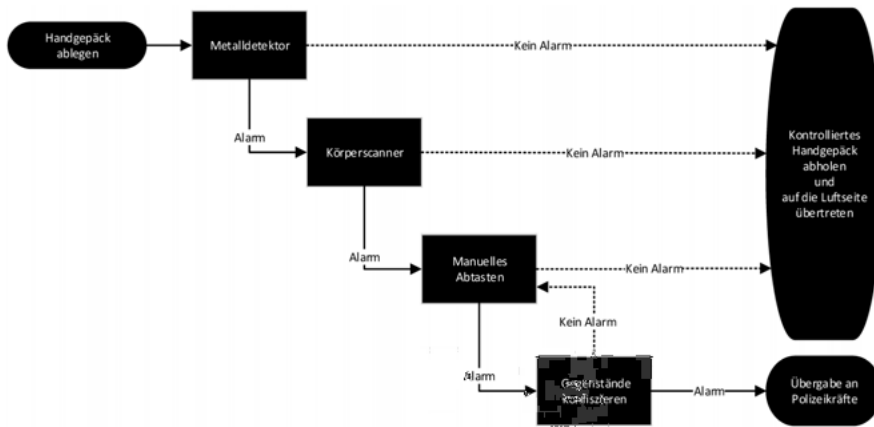 Handgepäck
ablegen
Metalldetektor
Kein Alarm
Alarm
Körperscanner
Kein Alarm
Kontrolliertes
Handgepäck
abholen
und
auf die Luftseite
übertreten
Alarm
Manuelles
Abtasten
Kein Alarm
Kein Alarm
Alarm
Gegenstände
konfiszieren
Alarm
Übergabe an
Polizeikräfte